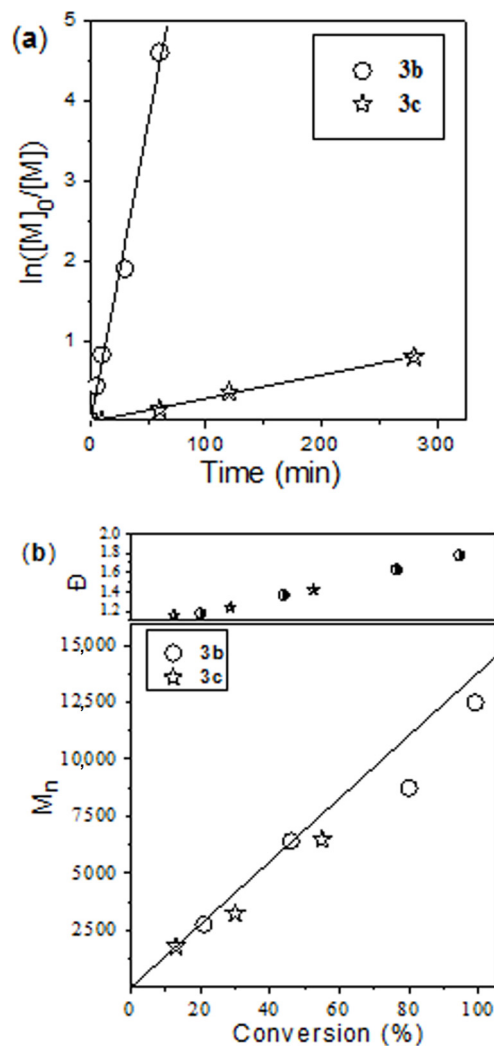 (a)
5
4
3
2
1
ln([M]₀/[M])
3b
3c
0 100 200 300
Time (min)
(b)
2.0
1.8
1.6
1.4
1.2
Đ
3b
3c
15,000
12,500
10,000
7500
5000
2500
Mₙ
0 20 40 60 80 100
Conversion (%)